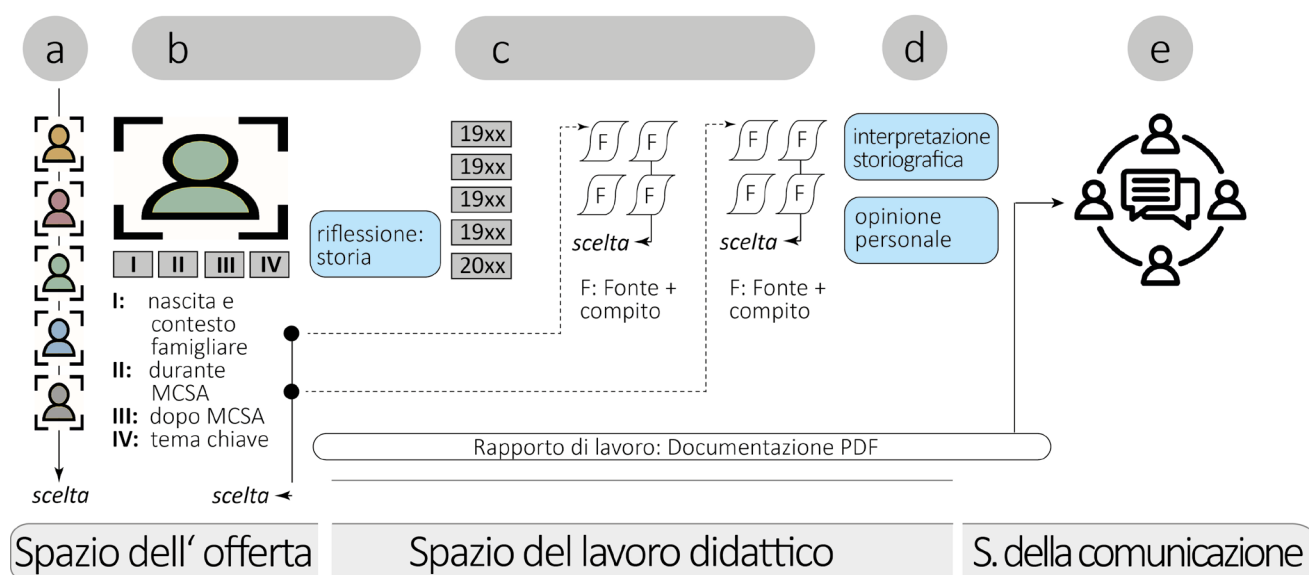 a
b
c
d
e
I
II
III
IV
I: nascita e
contesto
famigliare
II: durante
MCSA
III: dopo MCSA
IV: tema chiave
scelta
scelta
riflessione:
storia
19xx
19xx
19xx
19xx
20xx
F
F
F
F
scelta
F: Fonte +
compito
F
F
F
F
scelta
F: Fonte +
compito
interpretazione
storiografica
opinione
personale
Rapporto di lavoro: Documentazione PDF
Spazio dell‘ offerta
Spazio del lavoro didattico
S. della comunicazione